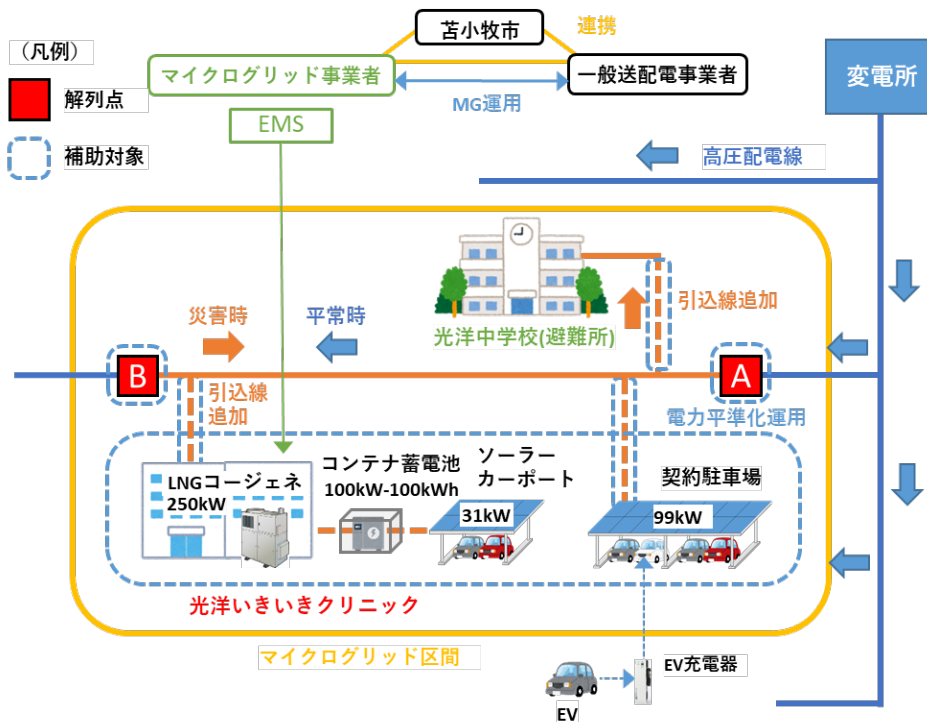 苫小牧市
連携
（凡例）
マイクログリッド事業者
一般送配電事業者
変電所
解列点
MG運用
EMS
補助対象
高圧配電線
災害時
平常時
光洋中学校(避難所)
引込線追加
B
A
引込線
追加
電力平準化運用
LNGコージェネ
250kW
コンテナ蓄電池
100kW-100kWh
ソーラー
カーポート
31kW
契約駐車場
99kW
光洋いきいきクリニック
マイクログリッド区間
EV充電器
EV